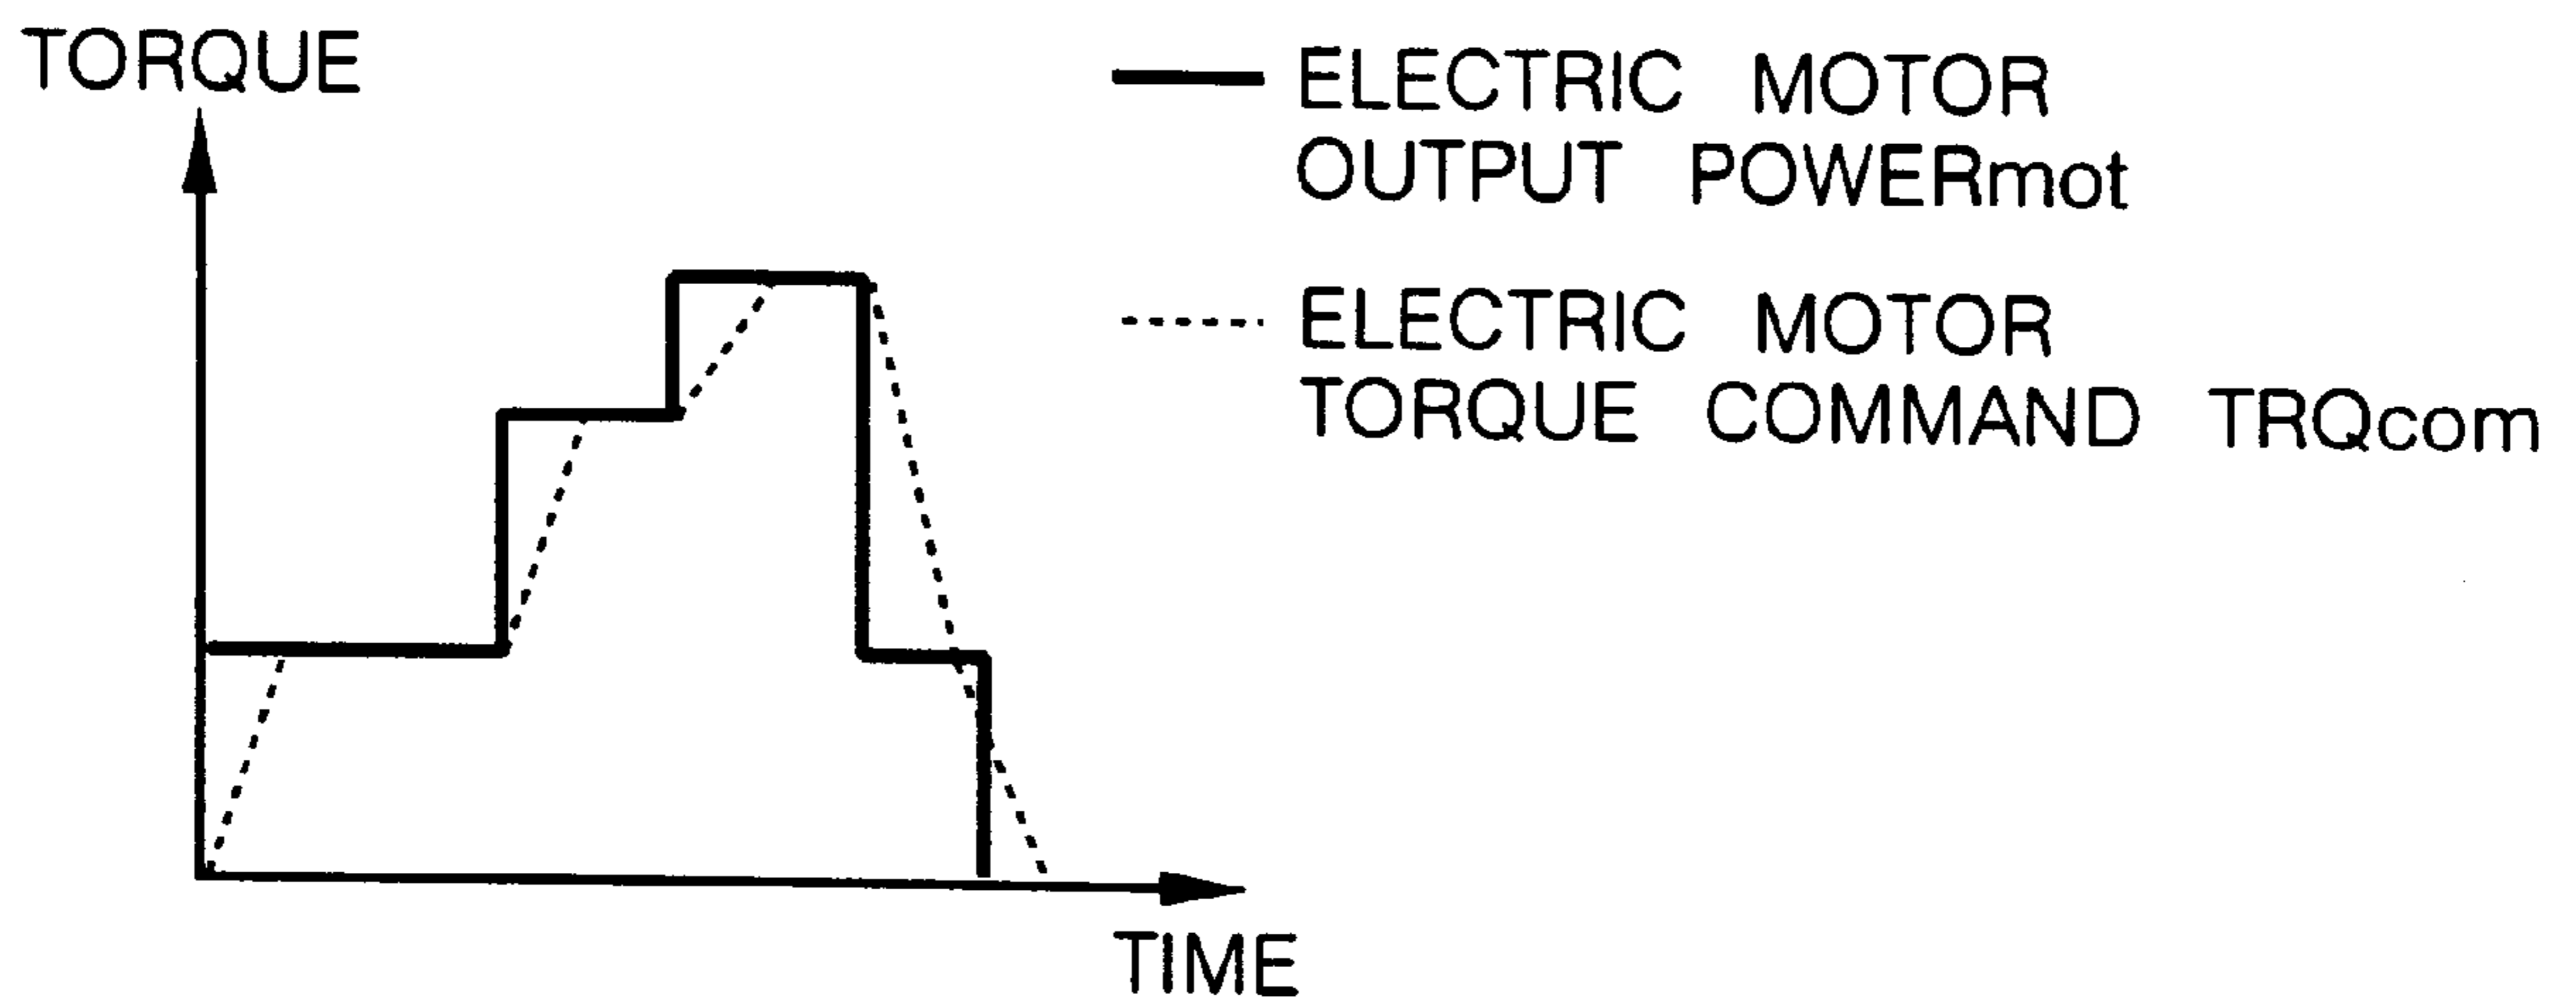 TORQUE
ELECTRIC MOTOR
OUTPUT POWERmot
ELECTRIC MOTOR
TORQUE COMMAND TRQcom
TIME